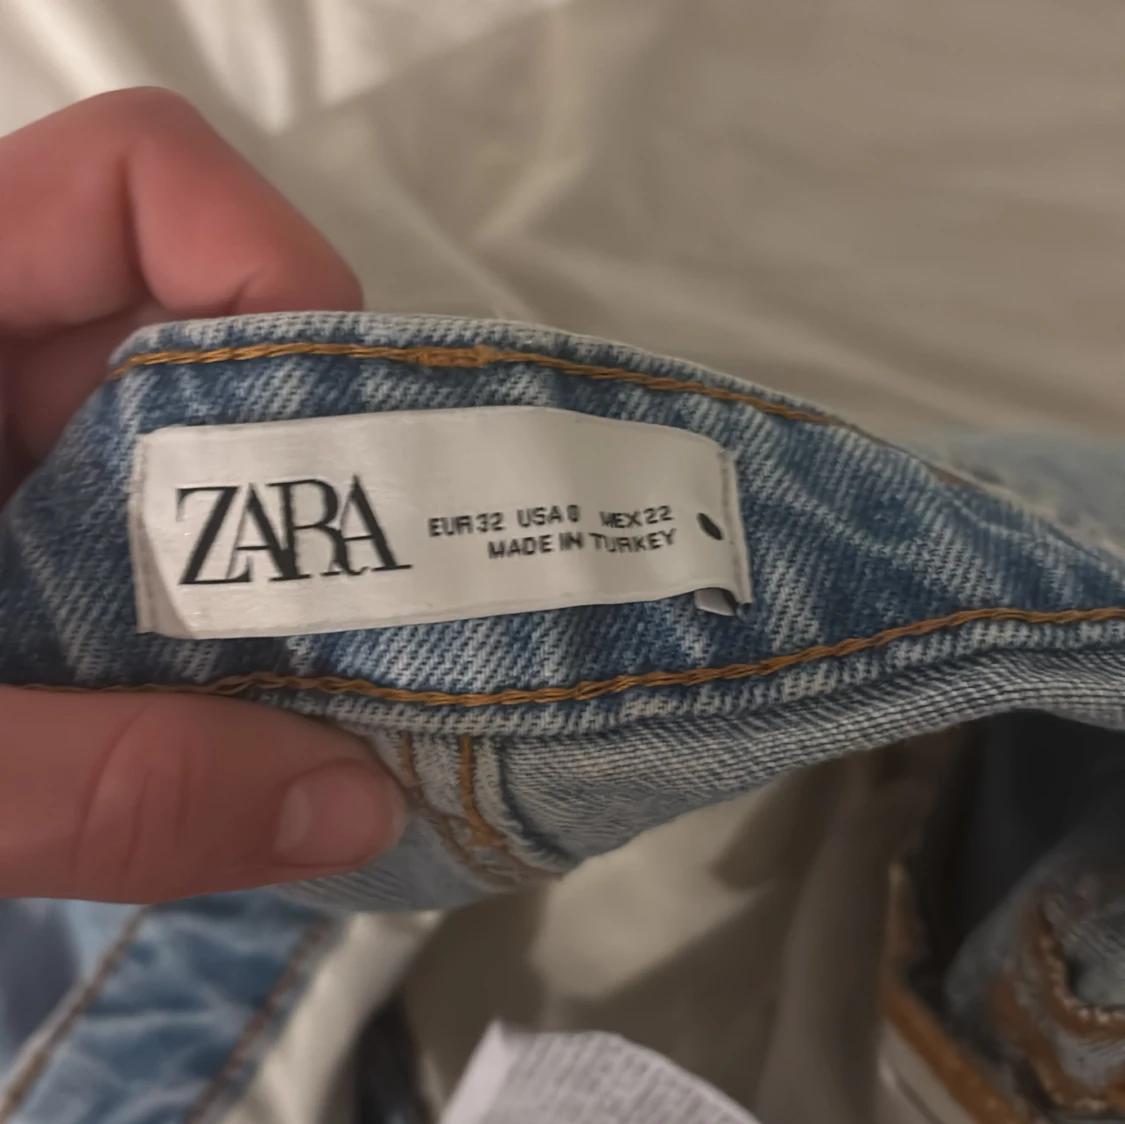 ZARA
EUR 32 USA 0 MEX 22
MADE IN TURKEY